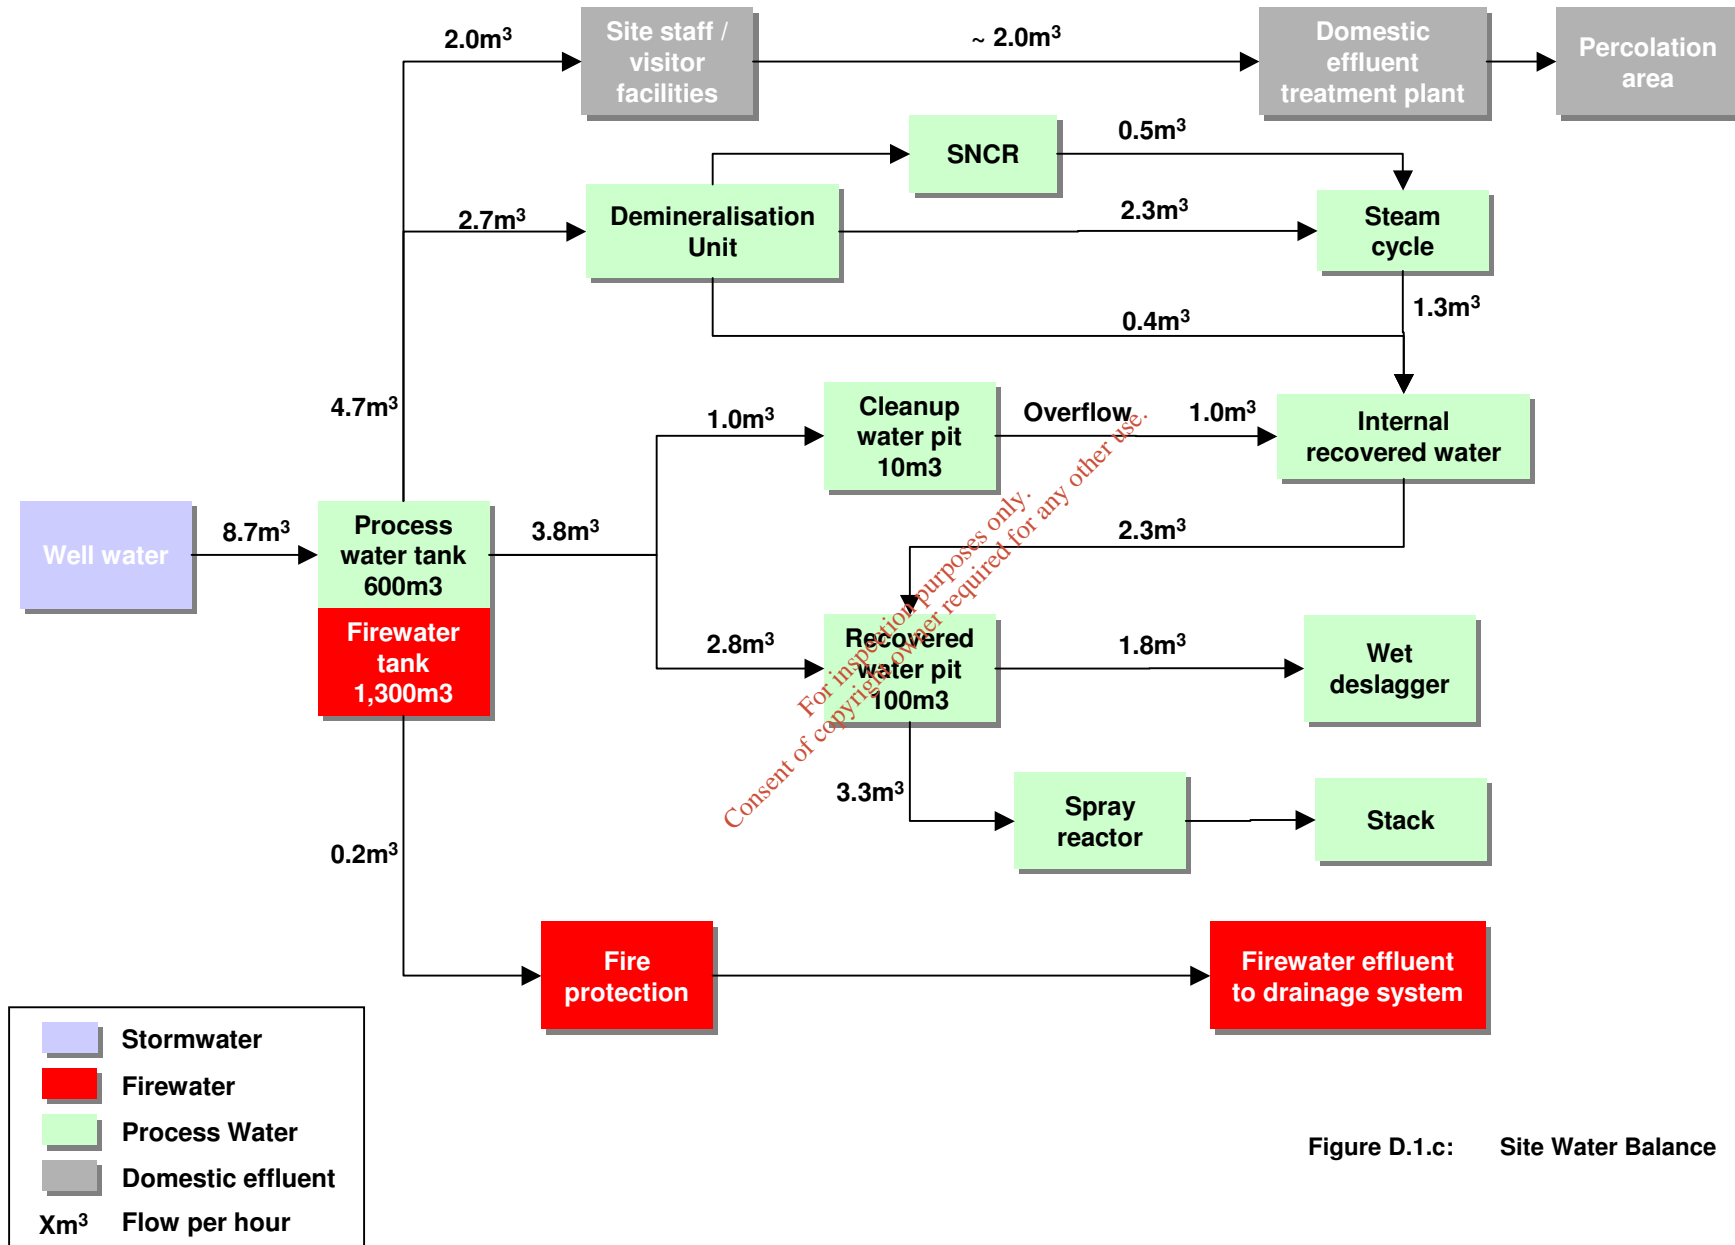 2.0m³
Site staff /
visitor
facilities
~ 2.0m³
Domestic
effluent
treatment plant
Percolation
area
SNCR
0.5m³
2.7m³
Demineralisation
Unit
2.3m³
Steam
cycle
0.4m³
1.3m³
4.7m³
1.0m³
Cleanup
water pit
10m3
Overflow
1.0m³
Internal
recovered water
Well water
8.7m³
Process
water tank
600m3
3.8m³
2.3m³
Firewater
tank
1,300m3
2.8m³
Recovered
water pit
100m3
1.8m³
Wet
deslagger
3.3m³
Spray
reactor
Stack
0.2m³
Fire
protection
Firewater effluent
to drainage system
For inspection purposes only.
Consent of copyright owner required for any other use.
Stormwater
Firewater
Process Water
Domestic effluent
Xm³ Flow per hour
Figure D.1.c: Site Water Balance